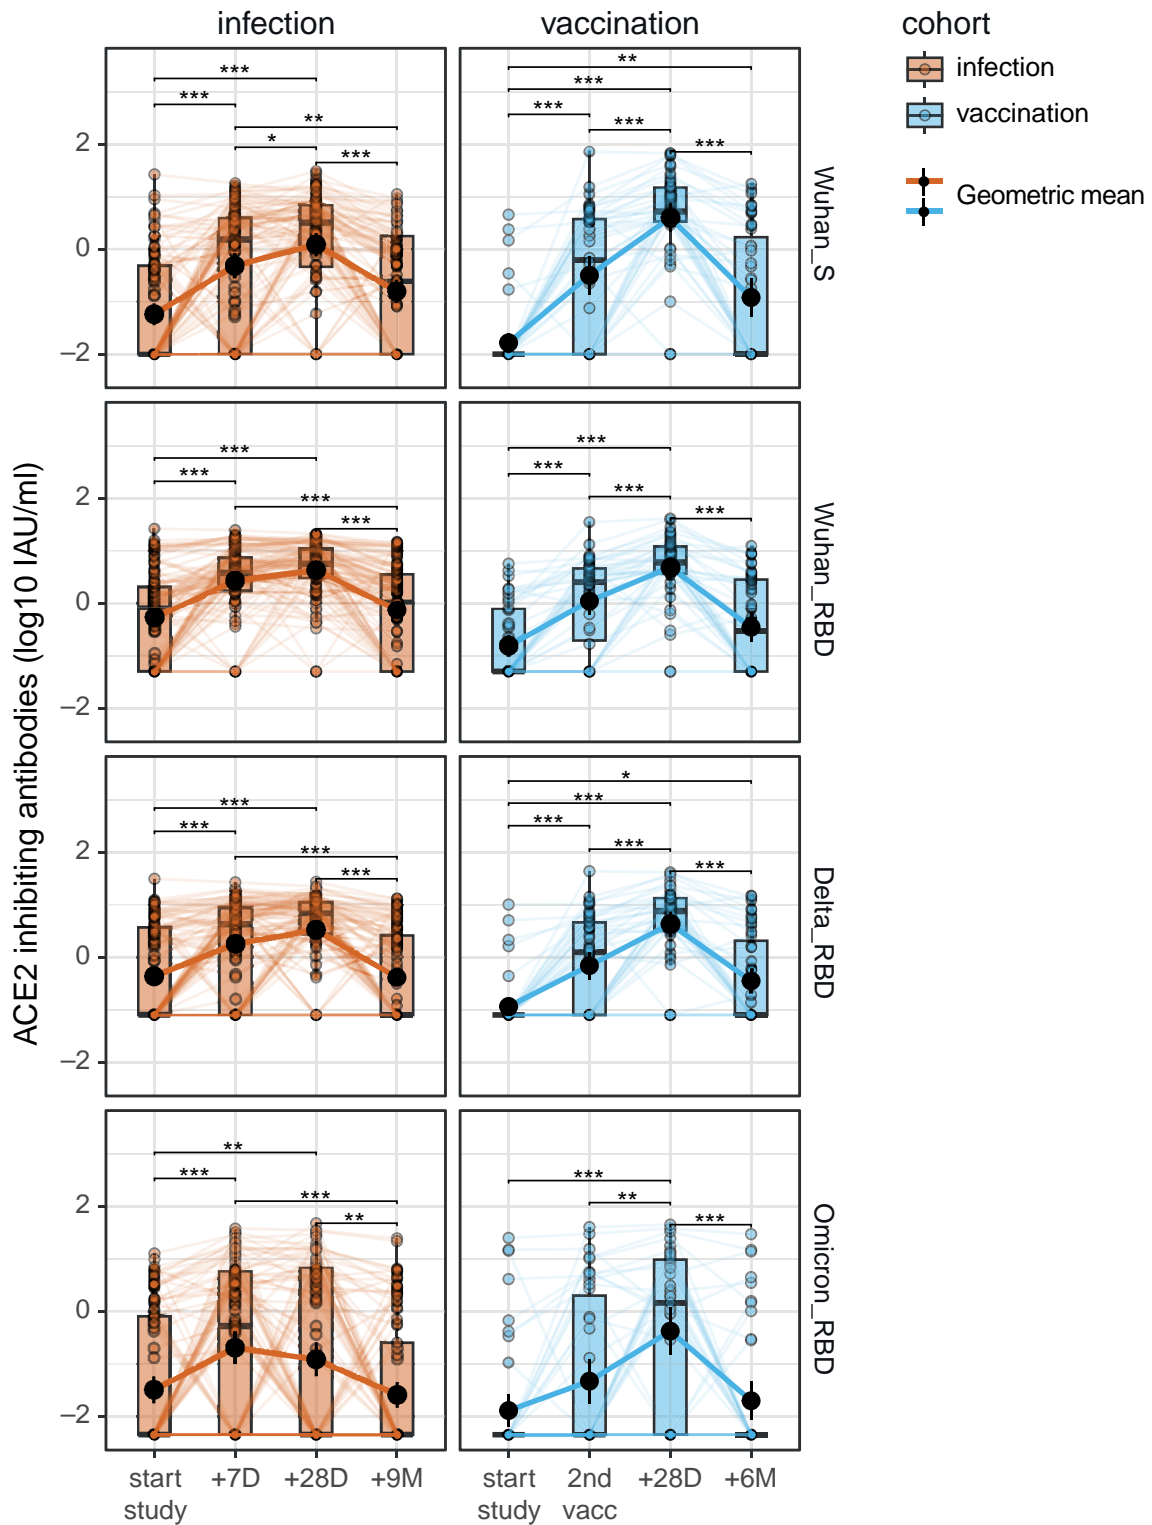 infection
vaccination
cohort
infection
vaccination
Geometric mean
ACE2 inhibiting antibodies (log10 IAU/ml)
***
***
**
*
***
**
***
***
***
***
2
0
−2
Wuhan_S
***
***
***
***
***
***
***
***
2
0
−2
Wuhan_RBD
***
***
***
***
*
***
***
***
***
2
0
−2
Delta_RBD
**
***
***
**
***
**
***
2
0
−2
Omicron_RBD
start
study
+7D
+28D
+9M
start
study
2nd
vacc
+28D
+6M